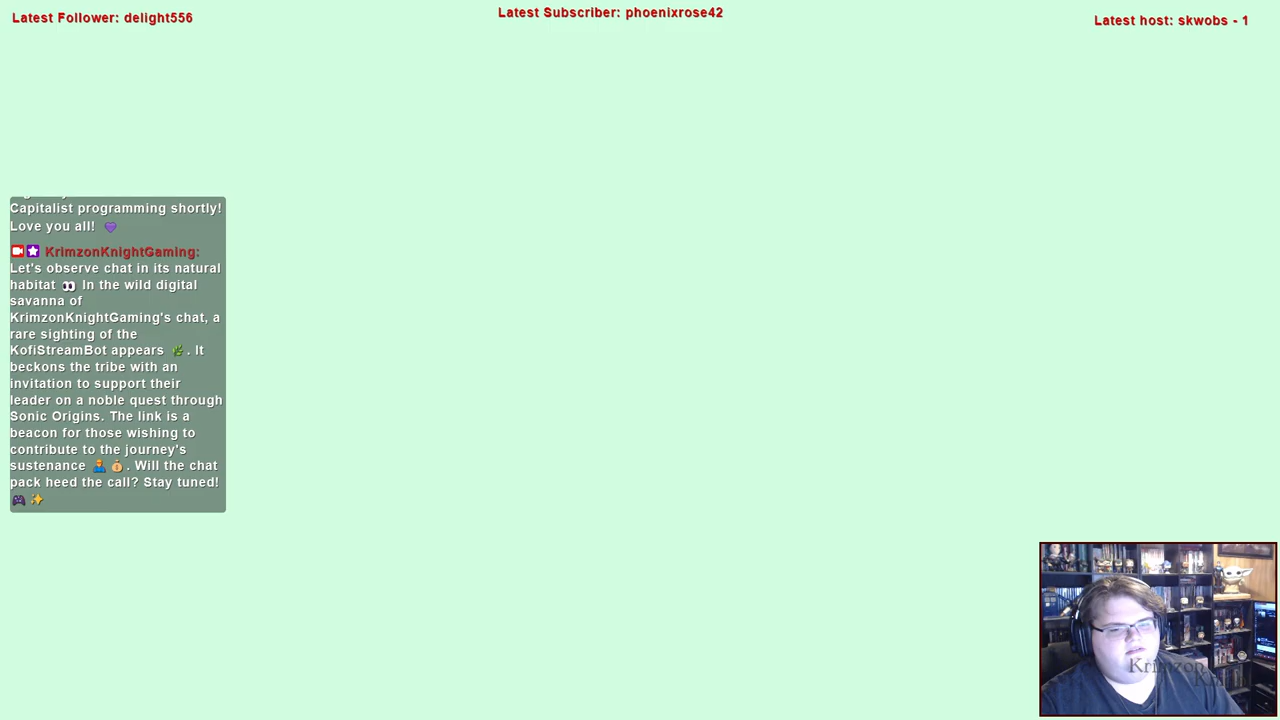 Latest Follower: delight556
Latest Subscriber: phoenixrose42
Latest host: skwobs - 1
Capitalist programming shortly!
Love you all! 💜
KrimzonKnightGaming:
Let's observe chat in its natural
habitat 👀 In the wild digital
savanna of
KrimzonKnightGaming's chat, a
rare sighting of the
KofiStreamBot appears 🌿. It
beckons the tribe with an
invitation to support their
leader on a noble quest through
Sonic Origins. The link is a
beacon for those wishing to
contribute to the journey's
sustenance 🤷‍♂️💰. Will the chat
pack heed the call? Stay tuned!
🎮✨
Krimzon